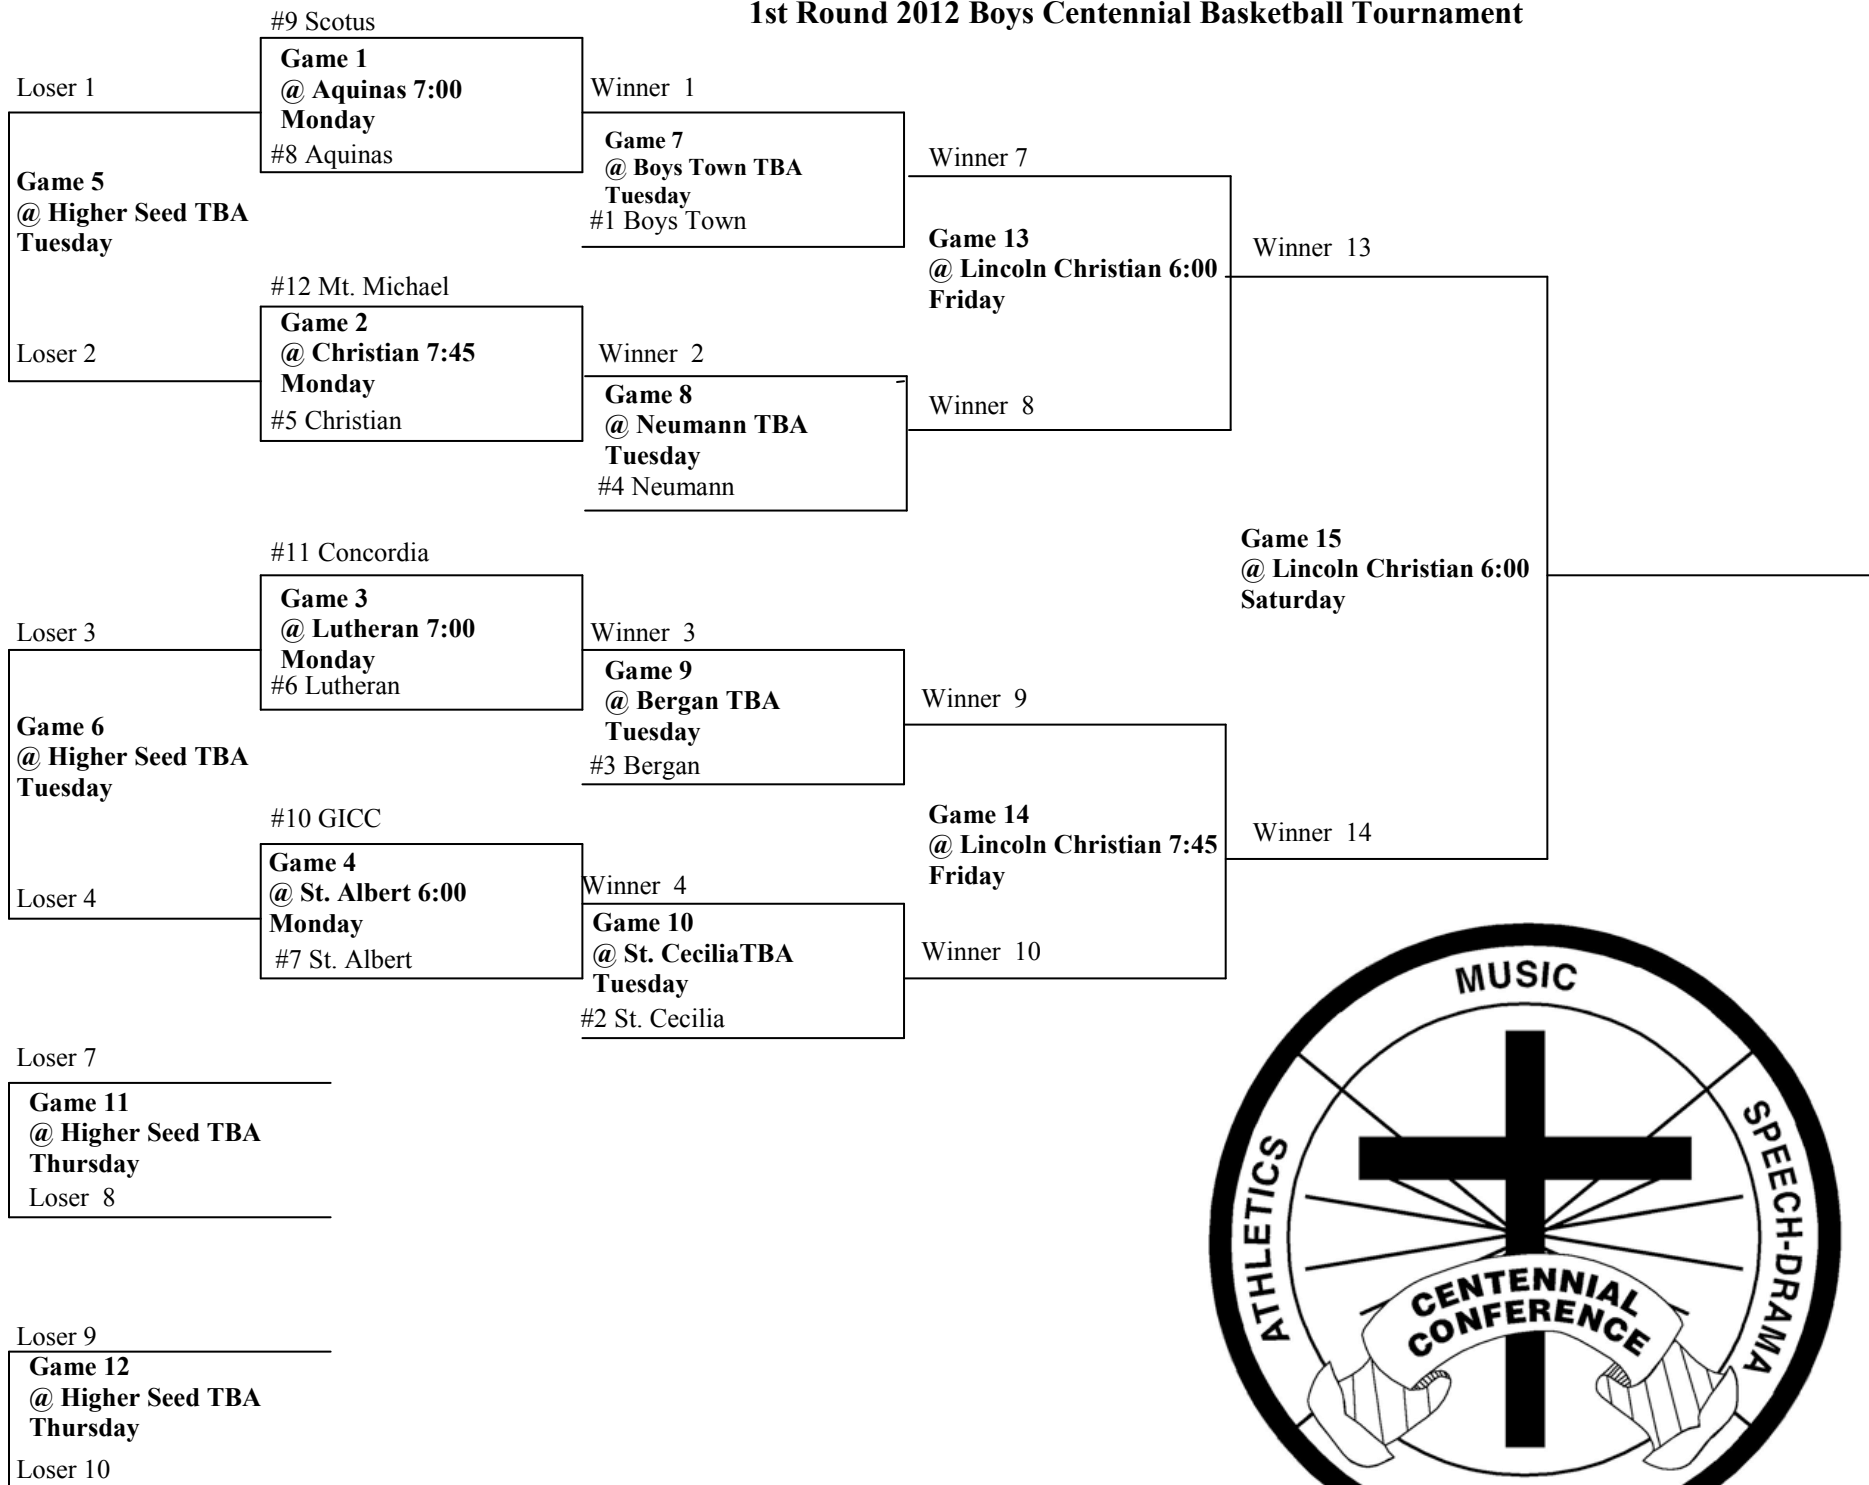 1st Round 2012 Boys Centennial Basketball Tournament
#9 Scotus
Game 1
@ Aquinas 7:00
Monday
#8 Aquinas
Loser 1
Game 5
@ Higher Seed TBA
Tuesday
Loser 2
#12 Mt. Michael
Game 2
@ Christian 7:45
Monday
#5 Christian
Winner 1
Game 7
@ Boys Town TBA
Tuesday
#1 Boys Town
Winner 2
Game 8
@ Neumann TBA
Tuesday
#4 Neumann
Winner 7
Game 13
@ Lincoln Christian 6:00
Friday
Winner 8
Winner 13
#11 Concordia
Game 3
@ Lutheran 7:00
Monday
#6 Lutheran
Loser 3
Game 6
@ Higher Seed TBA
Tuesday
Loser 4
#10 GICC
Game 4
@ St. Albert 6:00
Monday
#7 St. Albert
Winner 3
Game 9
@ Bergan TBA
Tuesday
#3 Bergan
Winner 4
Game 10
@ St. CeciliaTBA
Tuesday
#2 St. Cecilia
Winner 9
Game 14
@ Lincoln Christian 7:45
Friday
Winner 10
Game 15
@ Lincoln Christian 6:00
Saturday
Winner 14
Loser 7
Game 11
@ Higher Seed TBA
Thursday
Loser 8
Loser 9
Game 12
@ Higher Seed TBA
Thursday
Loser 10
MUSIC
ATHLETICS
SPEECH-DRAMA
CENTENNIAL
CONFERENCE